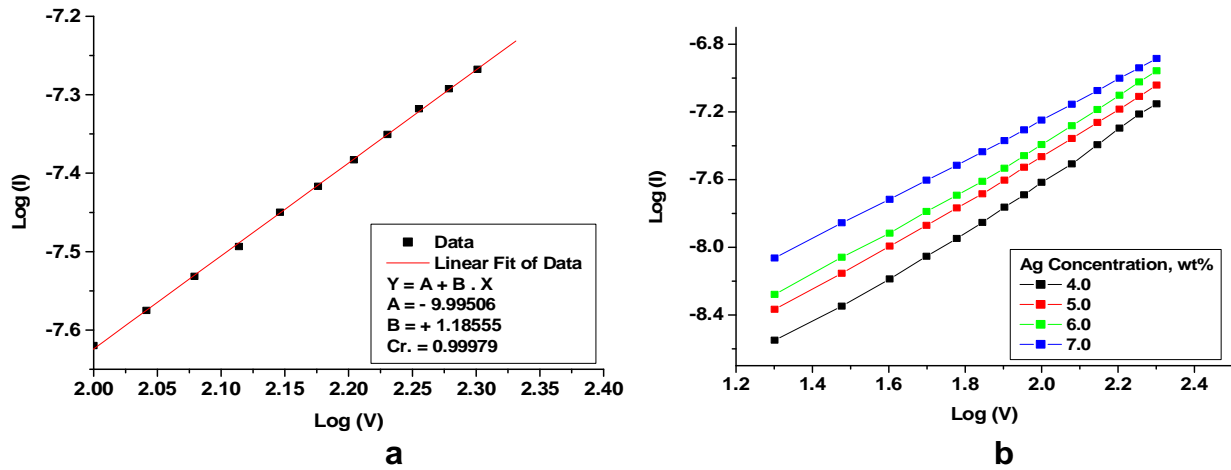 -7.2
-7.3
-7.4
-7.5
-7.6
Log (I)
Data
Linear Fit of Data
Y = A + B . X
A = - 9.99506
B = + 1.18555
Cr. = 0.99979
2.00 2.05 2.10 2.15 2.20 2.25 2.30 2.35 2.40
Log (V)
a
-6.8
-7.2
-7.6
-8.0
-8.4
Log (I)
Ag Concentration, wt%
4.0
5.0
6.0
7.0
1.2 1.4 1.6 1.8 2.0 2.2 2.4
Log (V)
b